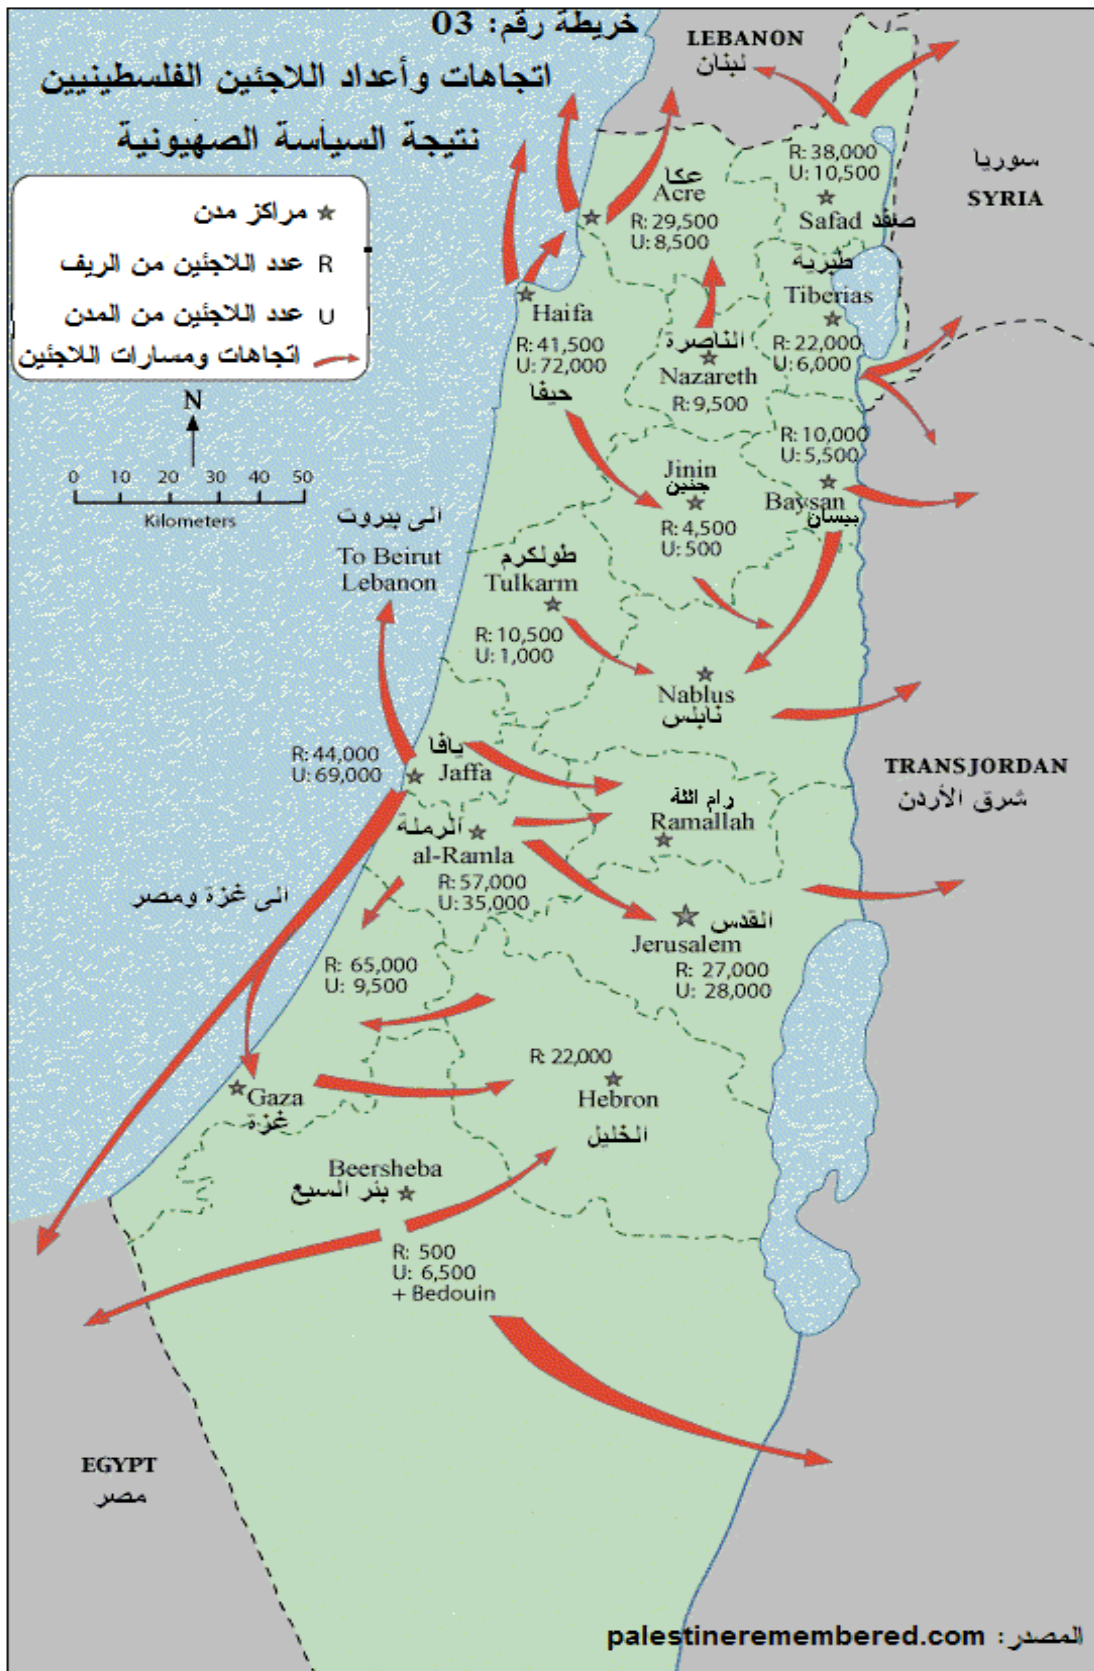 خريطة رقم: 03
اتجاهات وأعداد اللاجئين الفلسطينيين
نتيجة السياسة الصهيونية
مراكز مدن
R عدد اللاجئين من الريف
U عدد اللاجئين من المدن
اتجاهات ومسارات اللاجئين
N
0 10 20 30 40 50
Kilometers
LEBANON
لبنان
سوريا
SYRIA
R: 38,000
U: 10,500
Safad صفد
عكا
Acre
R: 29,500
U: 8,500
طبرية
Tiberias
R: 22,000
U: 6,000
Haifa
R: 41,500
U: 72,000
حيفا
الناصرة
Nazareth
R: 9,500
R: 10,000
U: 5,500
Baysan
بيسان
Jinin
جنين
R: 4,500
U: 500
الى بيروت
To Beirut
Lebanon
طولكرم
Tulkarm
R: 10,500
U: 1,000
Nablus
نابلس
R: 44,000
U: 69,000
يافا
Jaffa
TRANSJORDAN
شرق الأردن
رام الله
Ramallah
الرملة
al-Ramla
R: 57,000
U: 35,000
الى غزة ومصر
القدس
Jerusalem
R: 27,000
U: 28,000
R: 65,000
U: 9,500
R: 22,000
Hebron
الخليل
Gaza
غزة
Beersheba
بئر السبع
R: 500
U: 6,500
+ Bedouin
EGYPT
مصر
المصدر: palestineremembered.com